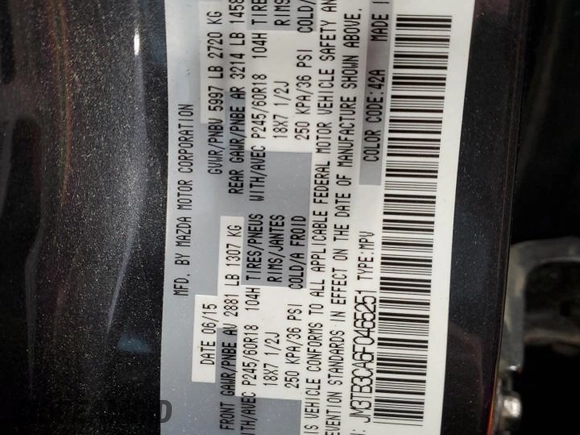 MFD. BY MAZDA MOTOR CORPORATION
DATE 06/15 GVWR/PNBV 5997 LB 2720 KG
FRONT GAWR/PNBE AV 2881 LB 1307 KG REAR GAWR/PNBE AR 3214 LB 1458
WITH/AVEC P245/60R18 104H TIRES/PNEUS WITH/AVEC P245/60R18 104H TIRES
18X7 1/2J RIMS/JANTES 18X7 1/2J RIMS
250 KPA/36 PSI COLD/A FROID 250 KPA/36 PSI COLD/
IS VEHICLE CONFORMS TO ALL APPLICABLE FEDERAL MOTOR VEHICLE SAFETY AN
EVENTION STANDARDS IN EFFECT ON THE DATE OF MANUFACTURE SHOWN ABOVE.
JM3TB3CA6F0465251 TYPE:MPV COLOR CODE:42A MADE I